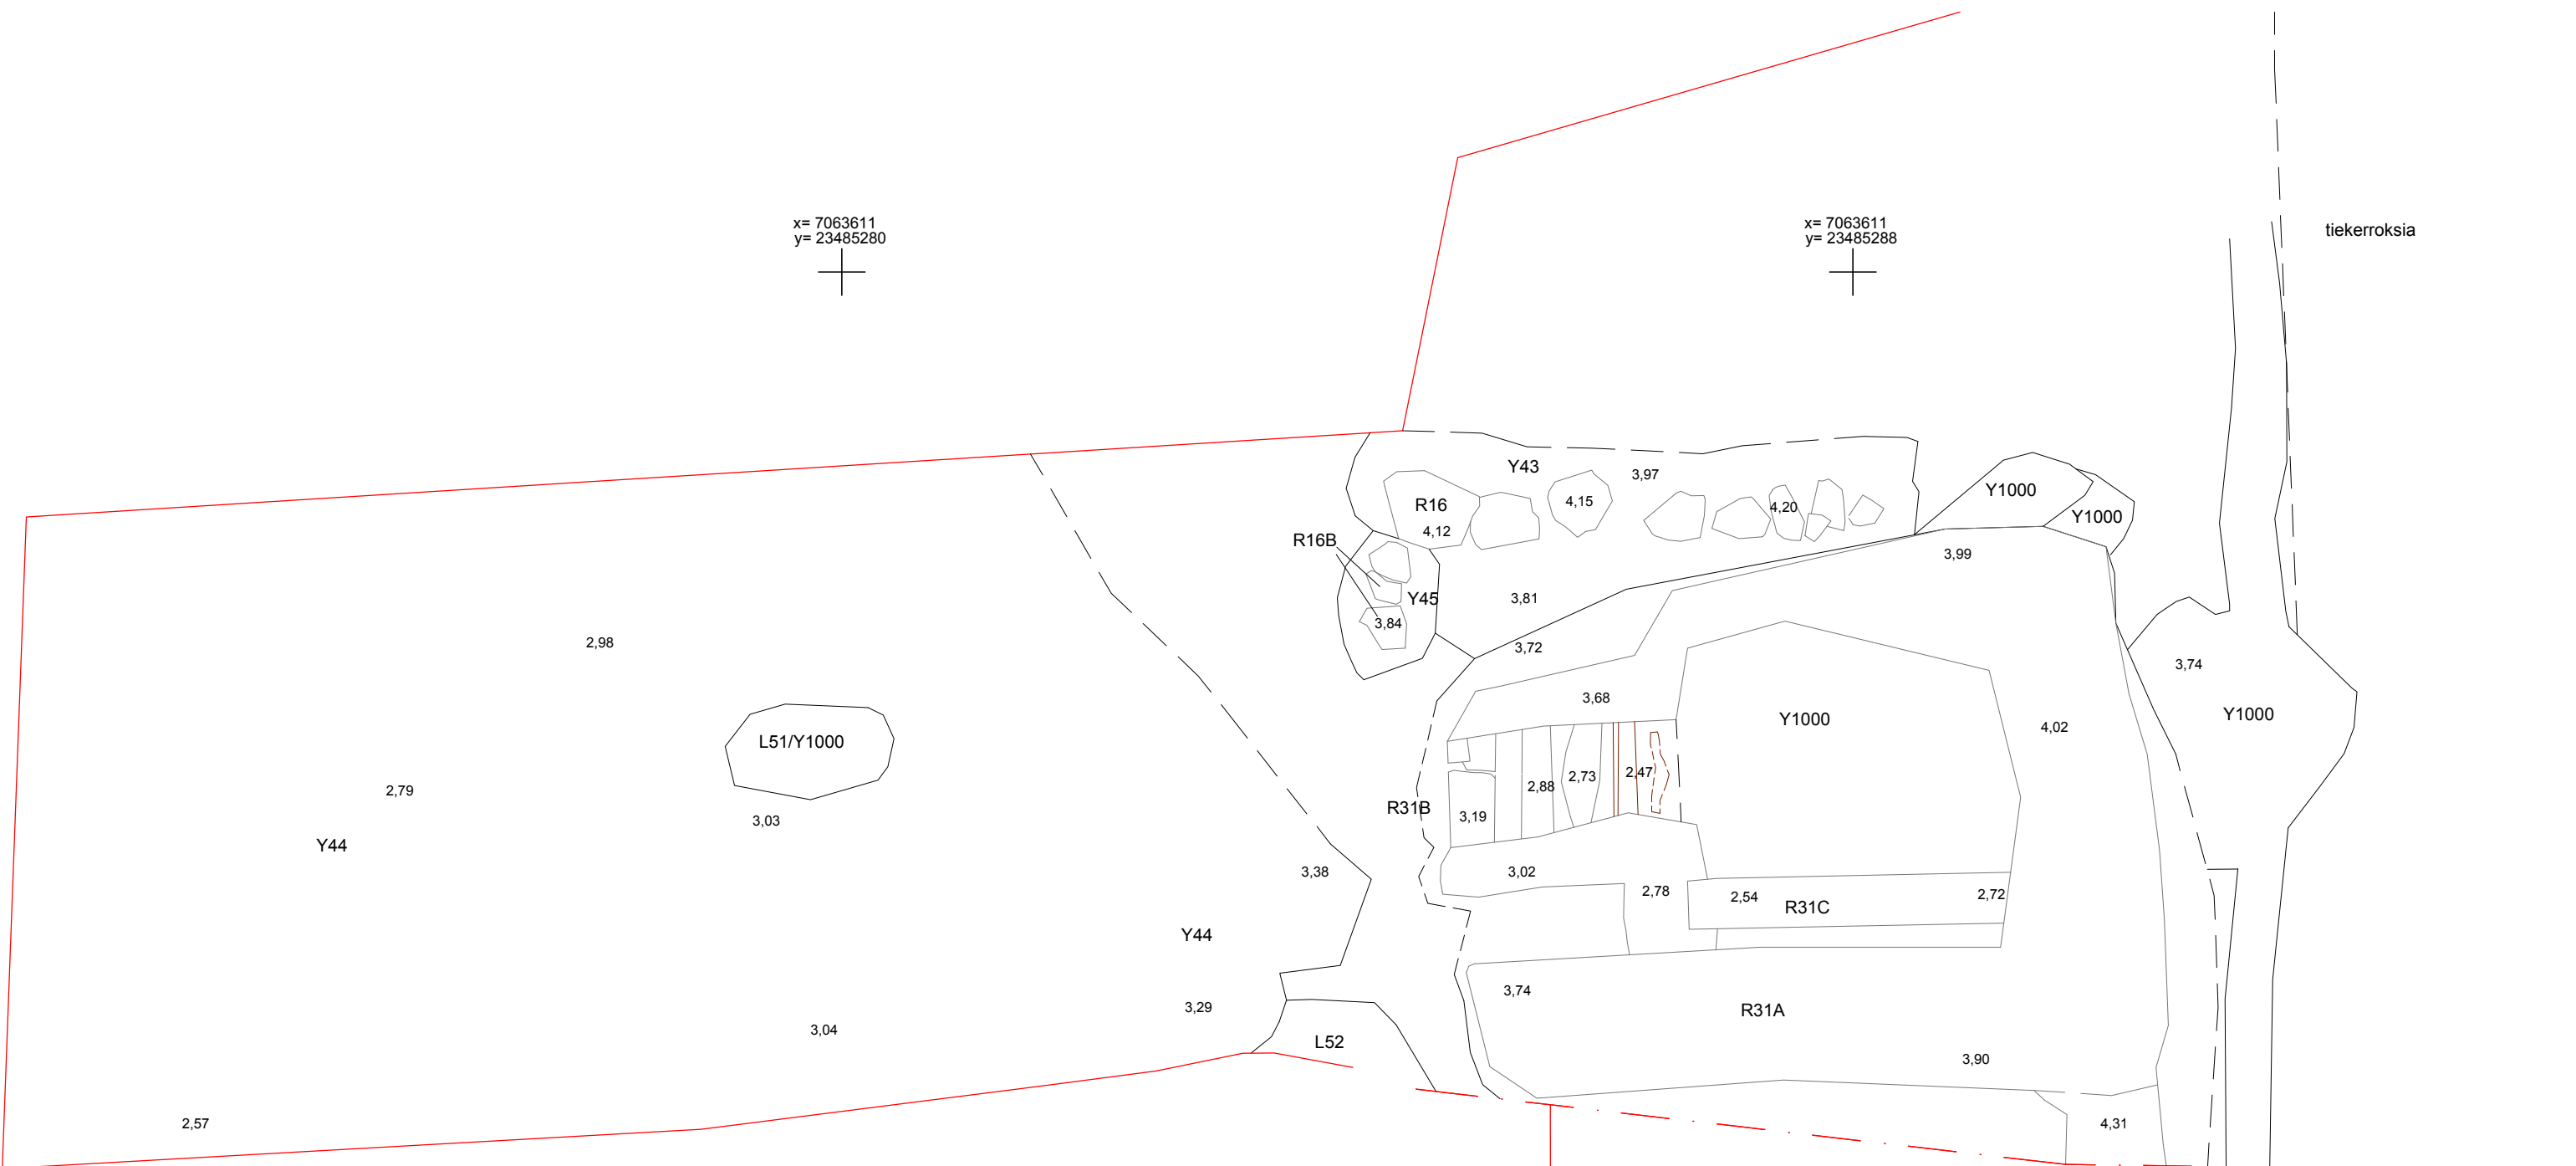 x= 7063611
y= 23485280
x= 7063611
y= 23485288
tiekerroksia
Y43
3,97
R16
4,15
4,12
4,20
Y1000
Y1000
R16B
3,99
Y45
3,81
3,84
3,72
2,98
3,74
3,68
Y1000
Y1000
4,02
L51/Y1000
2,79
3,03
Y44
2,47
2,73
2,88
R31B
3,19
3,38
3,02
2,78
2,54
2,72
R31C
Y44
3,74
3,29
R31A
3,04
L52
3,90
2,57
4,31